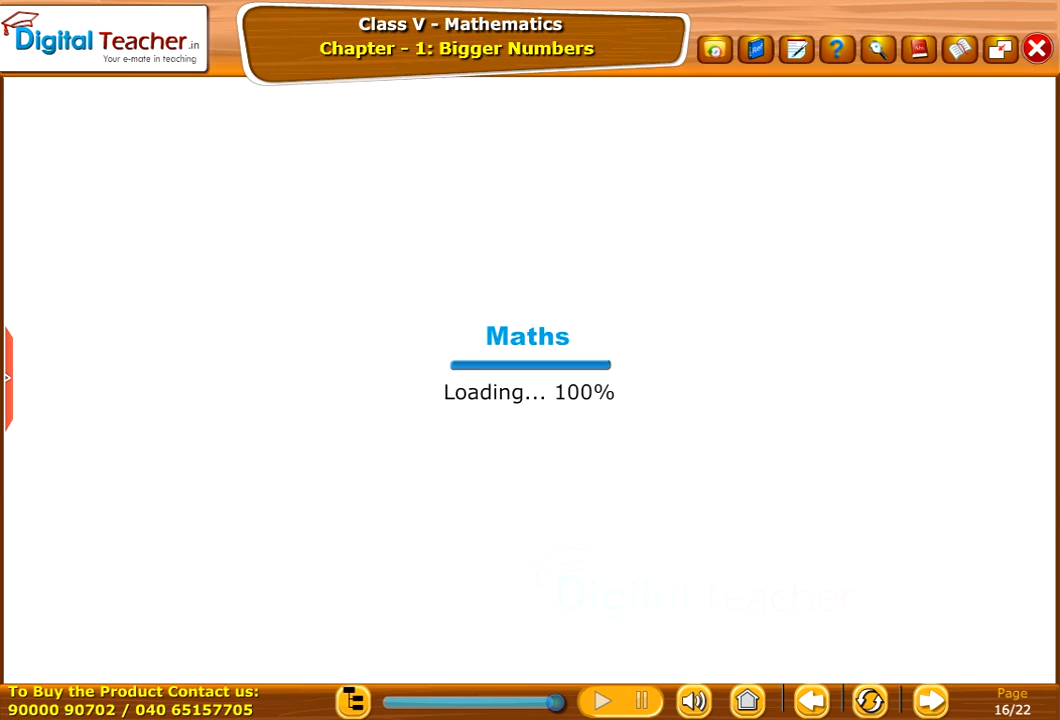 Digital Teacher.in
Your e-mate in teaching
Class V - Mathematics
Chapter - 1: Bigger Numbers
?
Maths
Loading... 100%
Digital Teacher
To Buy the Product Contact us:
90000 90702 / 040 65157705
Page
16/22